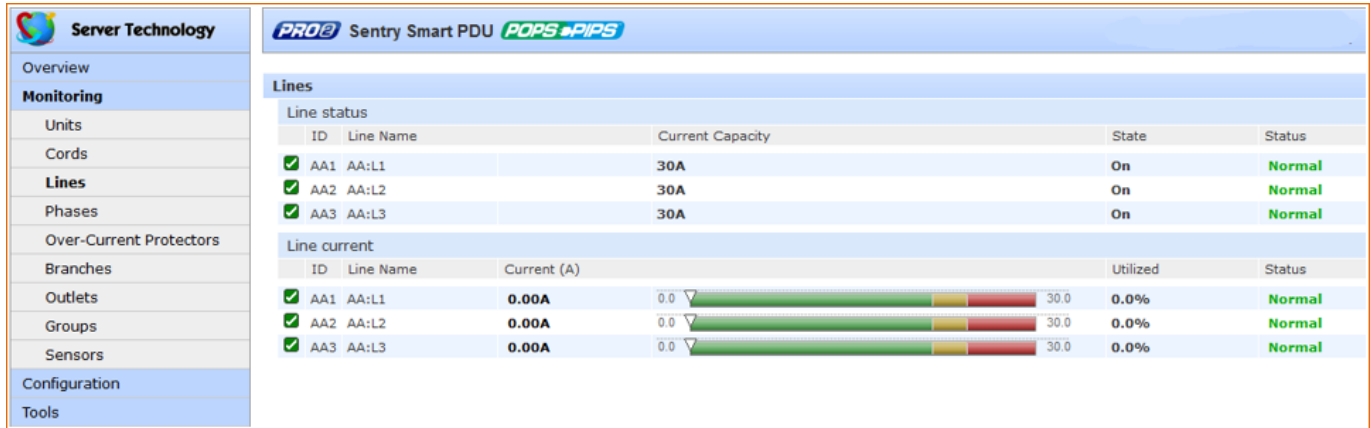 Server Technology
PRO2 Sentry Smart PDU POPS PIPS
Overview
Monitoring
Units
Cords
Lines
Phases
Over-Current Protectors
Branches
Outlets
Groups
Sensors
Configuration
Tools
Lines
Line status
ID Line Name Current Capacity State Status
AA1 AA:L1 30A On Normal
AA2 AA:L2 30A On Normal
AA3 AA:L3 30A On Normal
Line current
ID Line Name Current (A) Utilized Status
AA1 AA:L1 0.00A 0.0 30.0 0.0% Normal
AA2 AA:L2 0.00A 0.0 30.0 0.0% Normal
AA3 AA:L3 0.00A 0.0 30.0 0.0% Normal